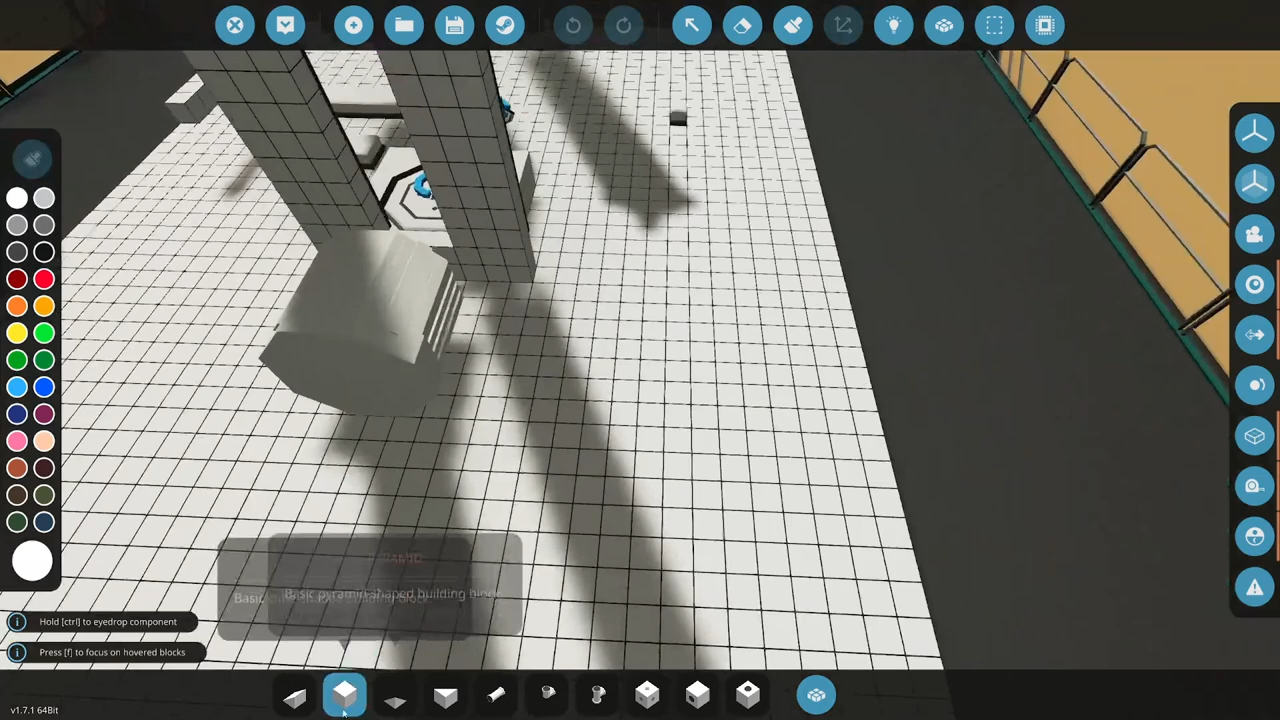 PYRAMID
Basic pyramin shaped building block
Hold [ctrl] to eyedrop component
Press [f] to focus on hovered blocks
v1.7.1 64Bit